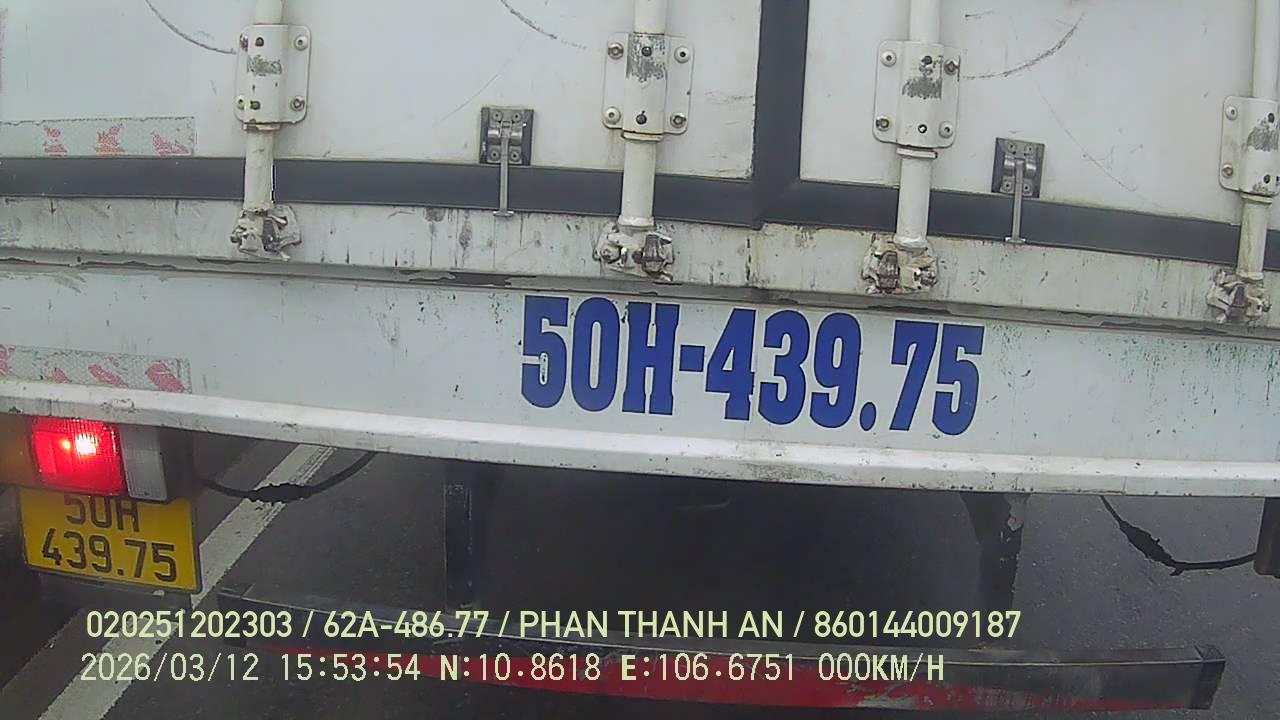 50H-439.75
50H
439.75
020251202303 / 62A-486.77 / PHAN THANH AN / 860144009187
2026/03/12 15:53:54 N:10.8618 E:106.6751 000KM/H